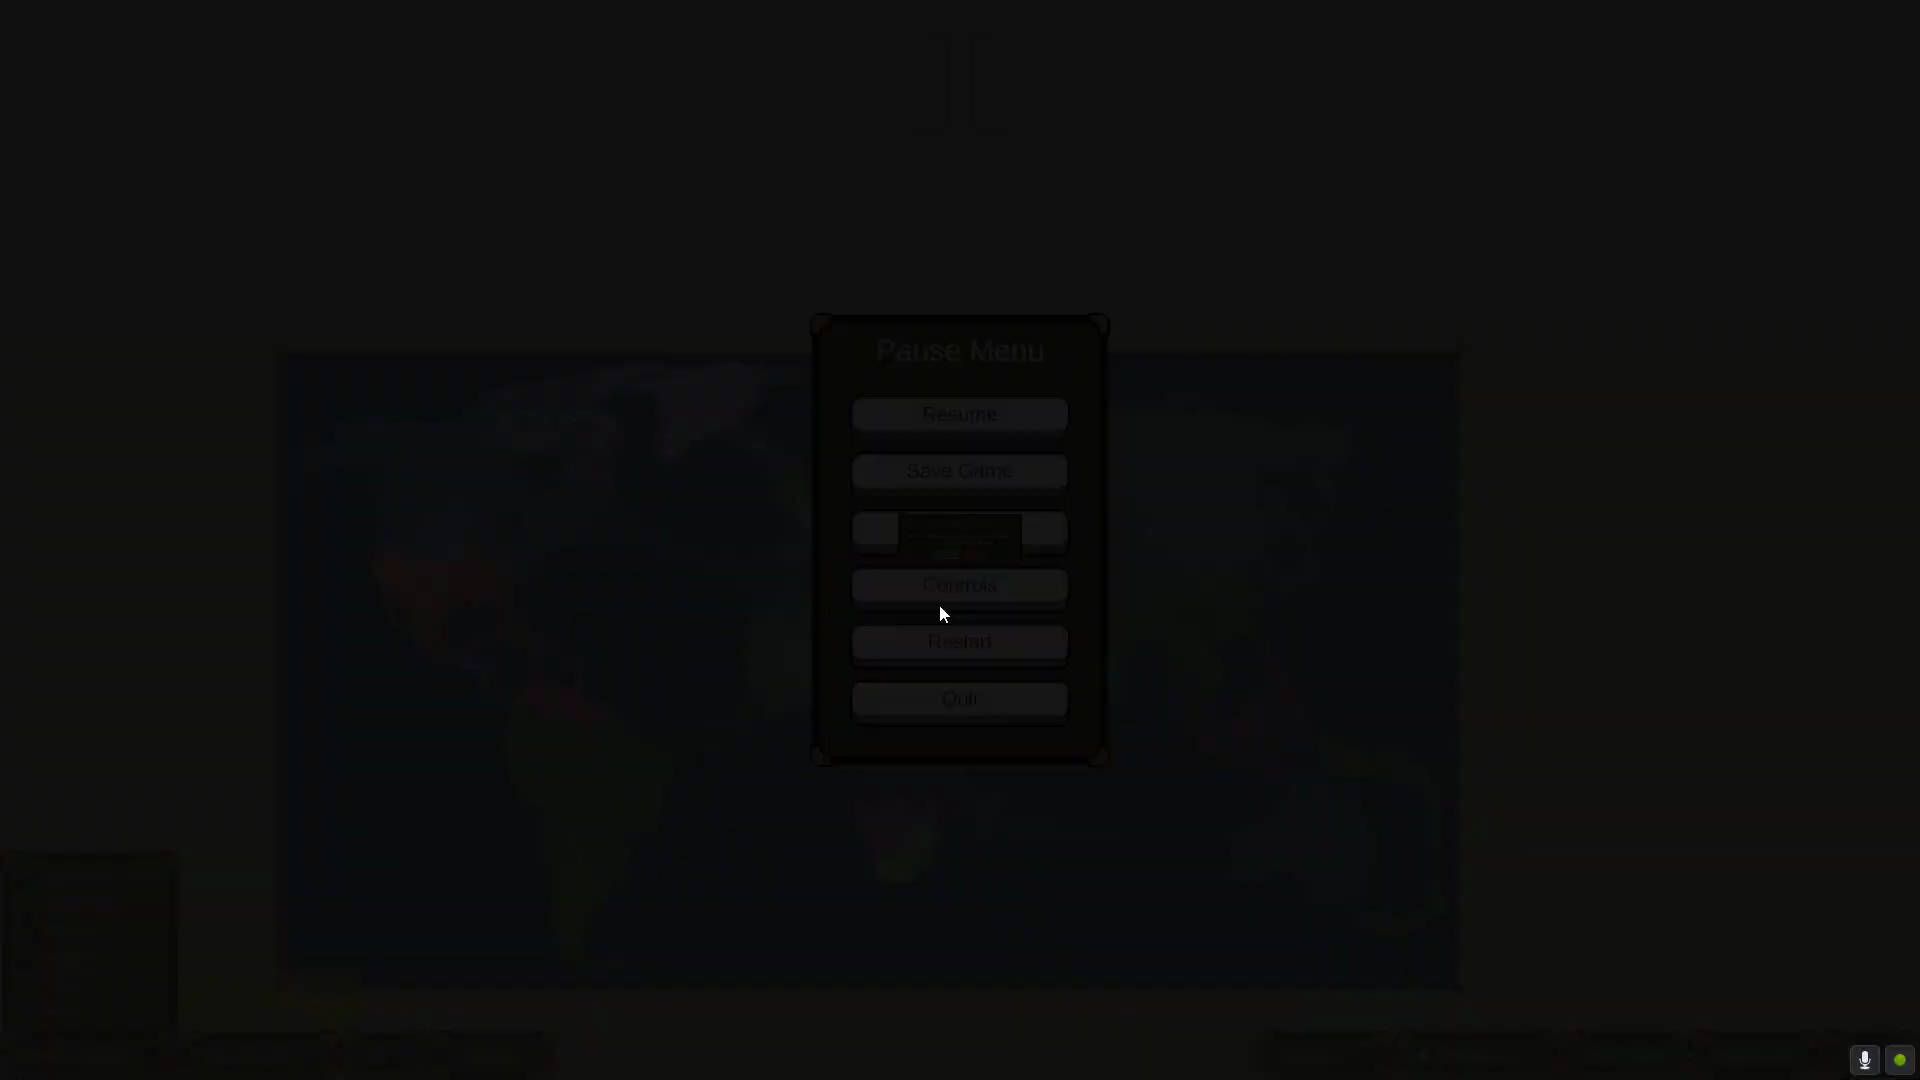 Pause Menu
Resume
Save Game
Controls
Restart
Quit